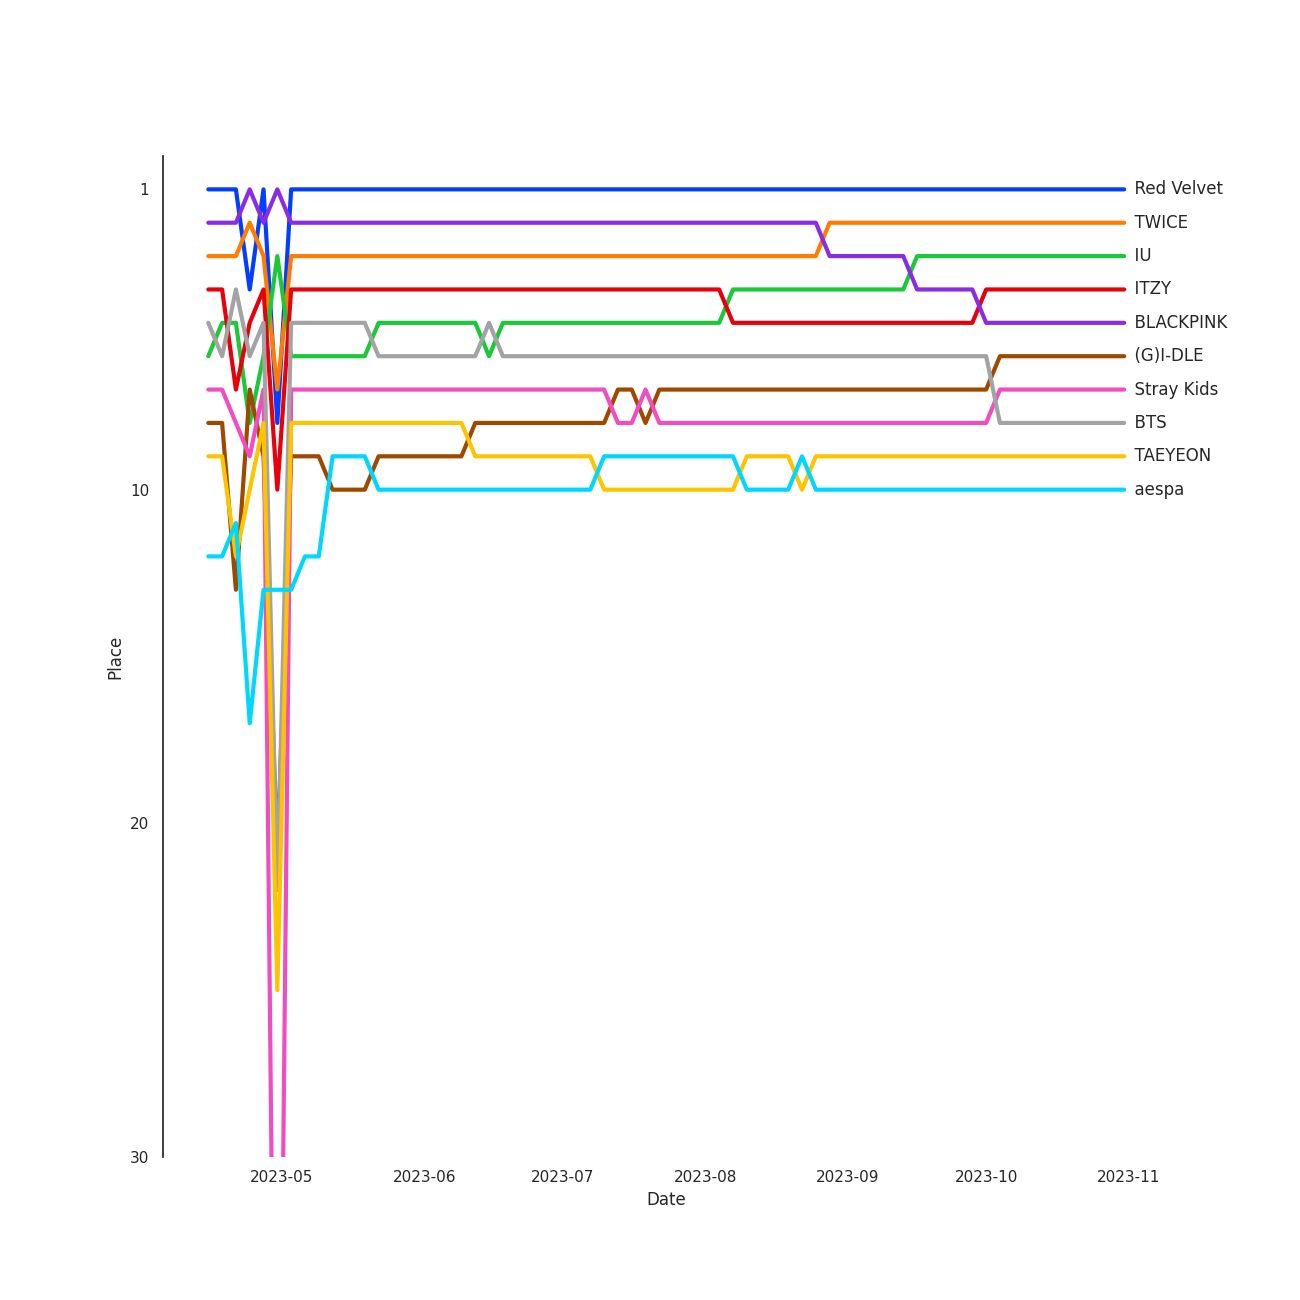 1
10
20
30
Place
Red Velvet
TWICE
IU
ITZY
BLACKPINK
(G)I-DLE
Stray Kids
BTS
TAEYEON
aespa
2023-05 2023-06 2023-07 2023-08 2023-09 2023-10 2023-11
Date